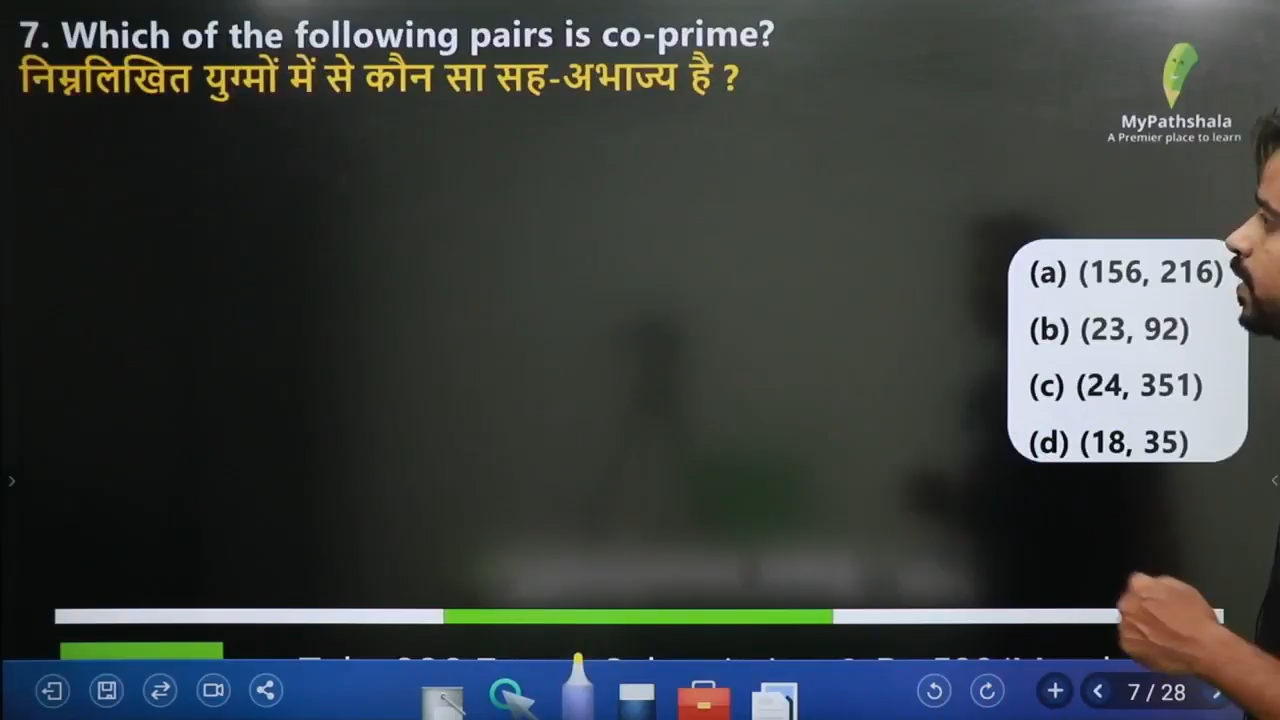 7. Which of the following pairs is co-prime?
निम्नलिखित युग्मों में से कौन सा सह-अभाज्य है ?
MyPathshala
A Premier place to learn
(a) (156, 216)
(b) (23, 92)
(c) (24, 351)
(d) (18, 35)
7 / 28